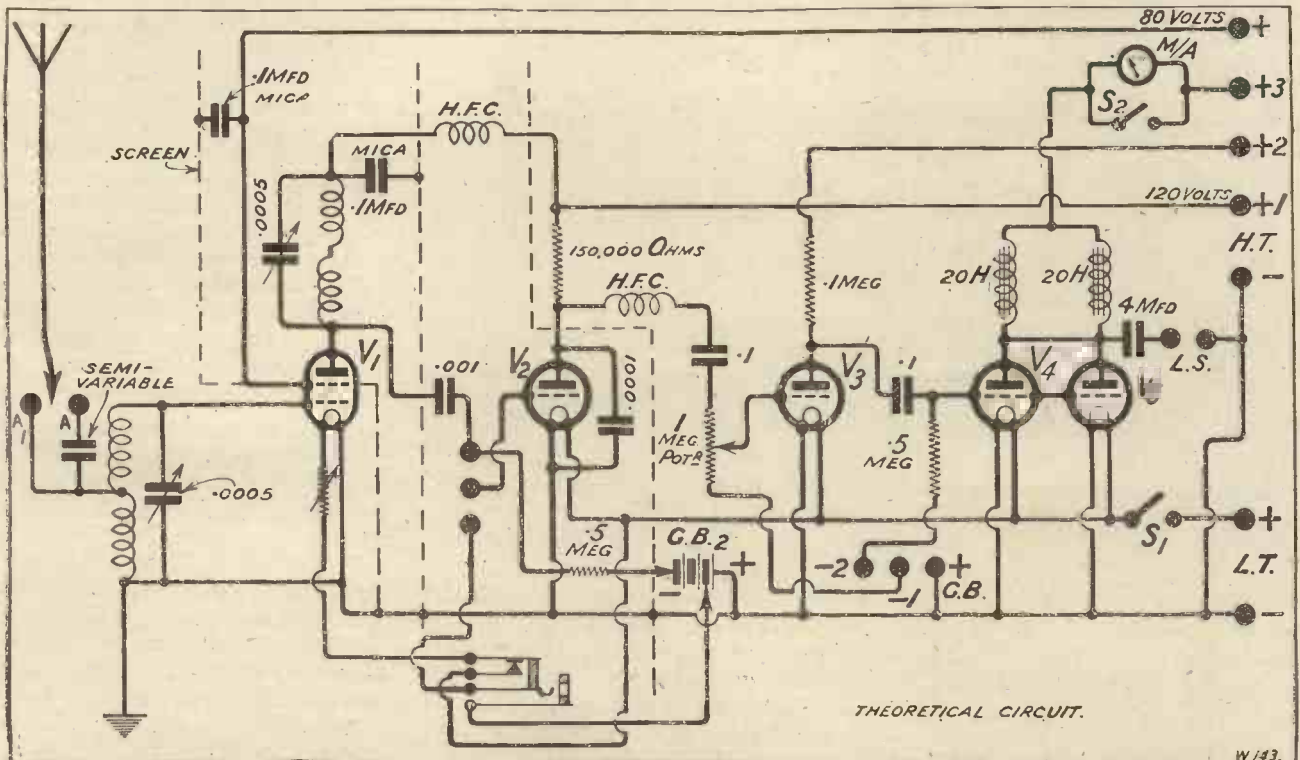 80 VOLTS +
M/A
+3
S2
.1MFD
MICA
H.F.C.
SCREEN
MICA
+2
.0005
.1MFD
120 VOLTS +1
H.T.
150,000 OHMS
20H
20H
-
H.F.C.
.1MEG
4 MFD
SEMI-
VARIABLE
V1
.001
V2
.0001
.1
V3
.1
V4
L.S.
A1
A
1
MEG.
POTR
.5
MEG
.0005
S1
+
L.T.
.5
MEG
G.B.2
+
-
-2
-1
+
G.B.
-
THEORETICAL CIRCUIT.
W143.